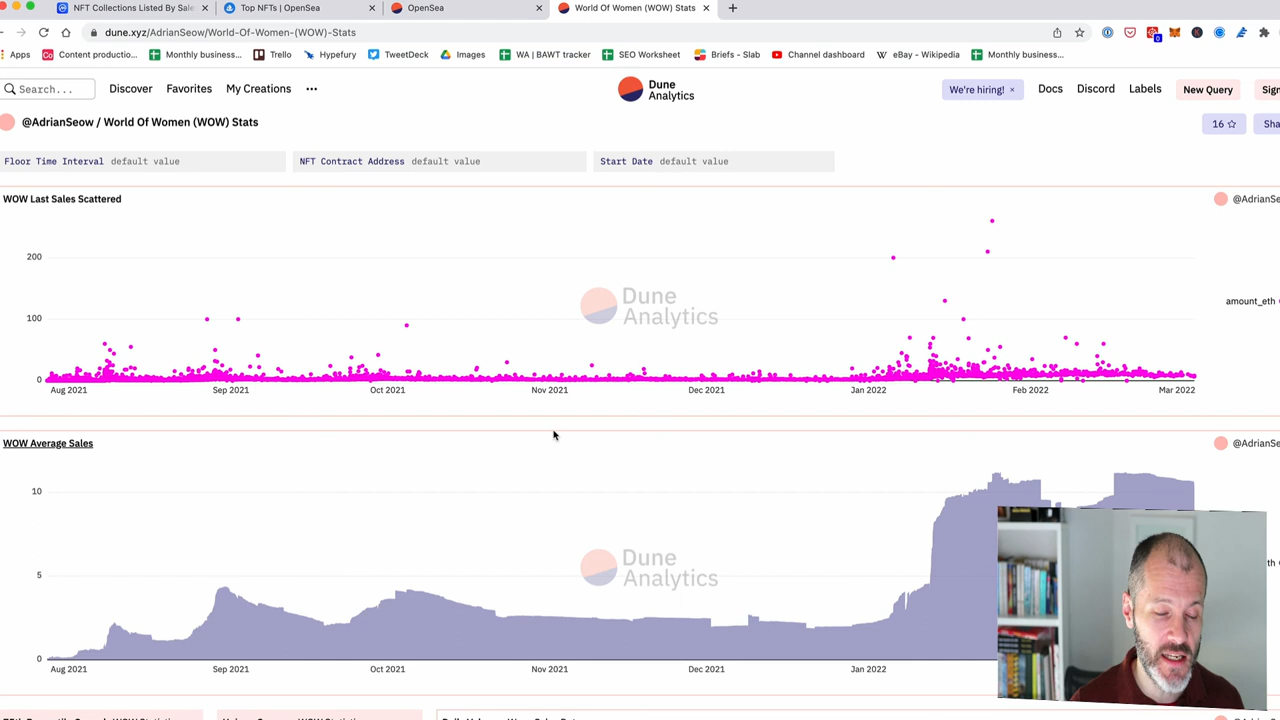 NFT Collections Listed By Sale
Top NFTs | OpenSea
OpenSea
World Of Women (WOW) Stats
dune.xyz/AdrianSeow/World-Of-Women-(WOW)-Stats
Apps
Content productio...
Monthly business...
Trello
Hypefury
TweetDeck
Images
WA | BAWT tracker
SEO Worksheet
Briefs - Slab
Channel dashboard
eBay - Wikipedia
Monthly business...
Search...
Discover
Favorites
My Creations
Dune
Analytics
We're hiring! ×
Docs
Discord
Labels
New Query
Sign
@AdrianSeow / World Of Women (WOW) Stats
16
Sha
Floor Time Interval default value
NFT Contract Address default value
Start Date default value
WOW Last Sales Scattered
@AdrianSe
200
100
0
Dune
Analytics
amount_eth
Aug 2021
Sep 2021
Oct 2021
Nov 2021
Dec 2021
Jan 2022
Feb 2022
Mar 2022
WOW Average Sales
@AdrianSe
10
5
0
Dune
Analytics
Aug 2021
Sep 2021
Oct 2021
Nov 2021
Dec 2021
Jan 2022